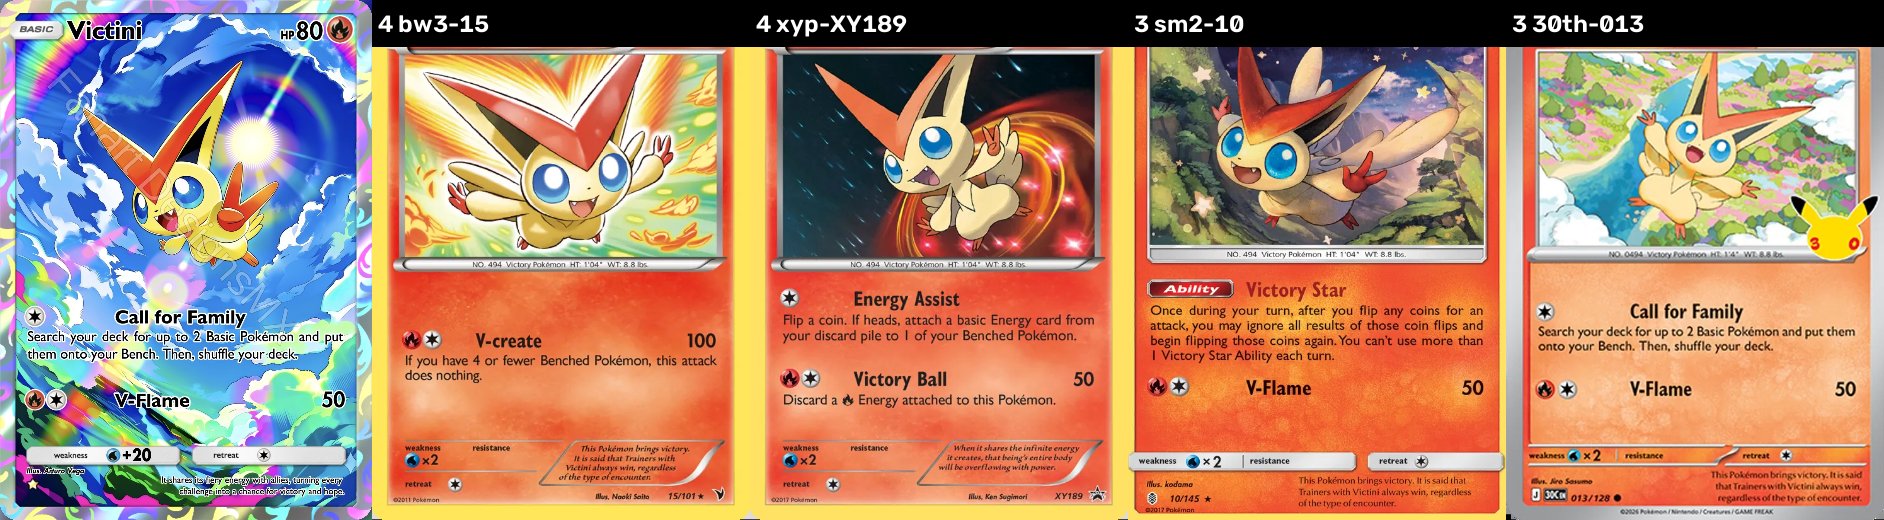 BASIC Victini HP 80
Call for Family
Search your deck for up to 2 Basic Pokémon and put
them onto your Bench. Then, shuffle your deck.
V-Flame 50
weakness +20 retreat
Illus. Asturo Vega
It shares its fiery energy with allies, turning every
challenge into a chance for victory and hope.
4 bw3-15
NO. 494 Victory Pokémon HT: 1'04" WT: 8.8 lbs.
V-create 100
If you have 4 or fewer Benched Pokémon, this attack
does nothing.
weakness resistance
×2
retreat
This Pokémon brings victory.
It is said that Trainers with
Victini always win, regardless
of the type of encounter.
©2011 Pokémon
Illus. Naoki Saito 15/101 ★
4 xyp-XY189
NO. 494 Victory Pokémon HT: 1'04" WT: 8.8 lbs.
Energy Assist
Flip a coin. If heads, attach a basic Energy card from
your discard pile to 1 of your Benched Pokémon.
Victory Ball 50
Discard a Energy attached to this Pokémon.
weakness resistance
×2
retreat
When it shares the infinite energy
it creates, that being's entire body
will be overflowing with power.
©2017 Pokémon
Illus. Ken Sugimori XY189
3 sm2-10
NO. 494 Victory Pokémon HT: 1'04" WT: 8.8 lbs.
Ability Victory Star
Once during your turn, after you flip any coins for an
attack, you may ignore all results of those coin flips and
begin flipping those coins again. You can't use more than
1 Victory Star Ability each turn.
V-Flame 50
weakness ×2 resistance retreat
Illus. kodama
10/145 ★
©2017 Pokémon
This Pokémon brings victory. It is said that
Trainers with Victini always win, regardless
of the type of encounter.
3 30th-013
30
NO. 0494 Victory Pokémon HT: 1'4" WT: 8.8 lbs.
Call for Family
Search your deck for up to 2 Basic Pokémon and put them
onto your Bench. Then, shuffle your deck.
V-Flame 50
weakness ×2 resistance retreat
Illus. Jiro Sasumo
J 30C EN 013/128 ●
This Pokémon brings victory. It is said
that Trainers with Victini always win,
regardless of the type of encounter.
©2026 Pokémon / Nintendo / Creatures / GAME FREAK